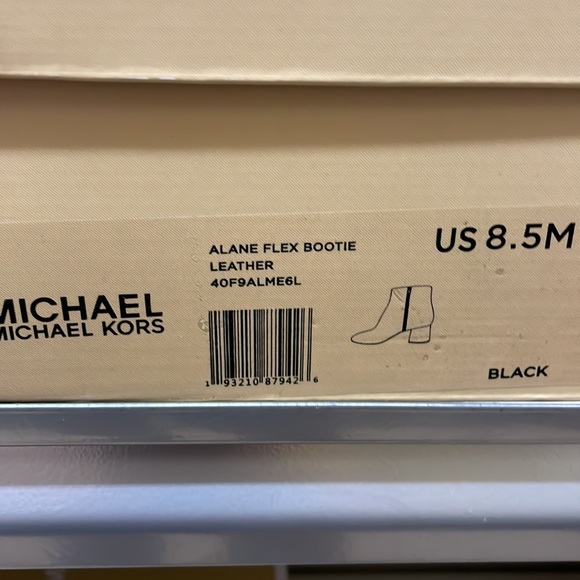 ALANE FLEX BOOTIE
LEATHER
40F9ALME6L
US 8.5M
MICHAEL
MICHAEL KORS
1 93210 87942 6
BLACK